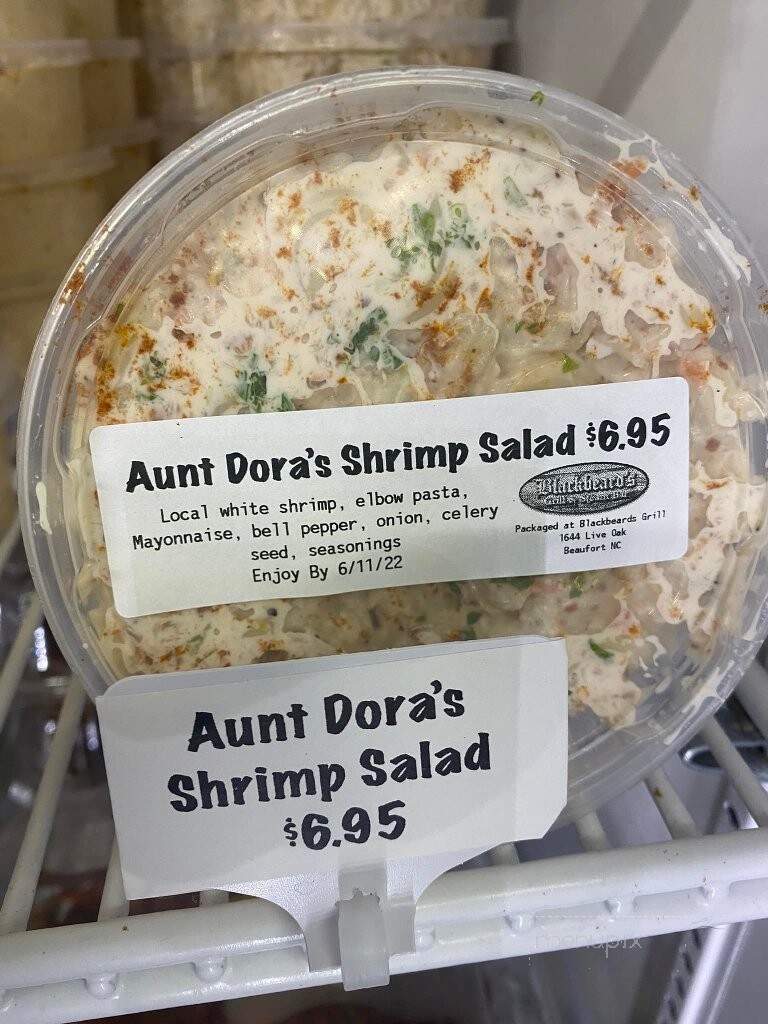 Aunt Dora's Shrimp Salad $6.95
Local white shrimp, elbow pasta,
Mayonnaise, bell pepper, onion, celery
seed, seasonings
Enjoy By 6/11/22
Blackbeard's
Packaged at Blackbeards Grill
1644 Live Oak
Beaufort NC
Aunt Dora's
Shrimp Salad
$6.95
menupix